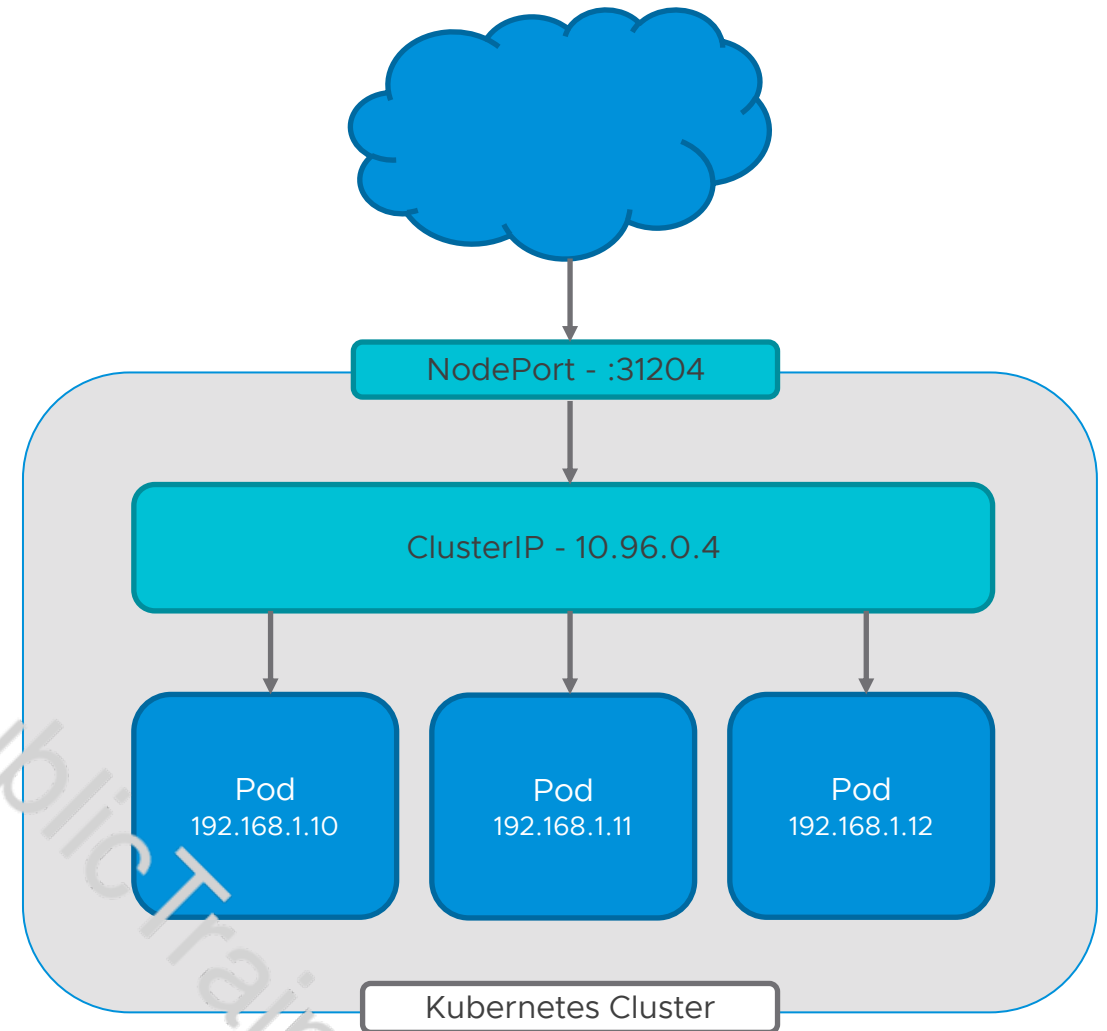 NodePort - :31204
ClusterIP - 10.96.0.4
Pod
192.168.1.10
Pod
192.168.1.11
Pod
192.168.1.12
Kubernetes Cluster